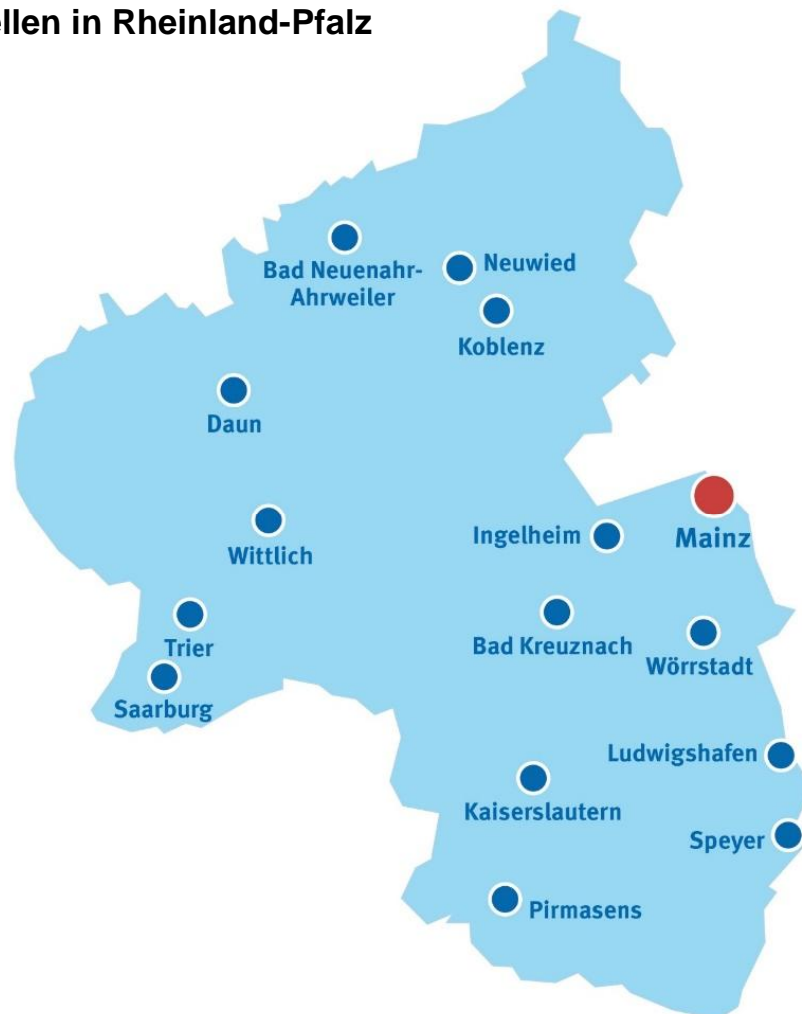 ellen in Rheinland-Pfalz
Bad Neuenahr-
Ahrweiler
Neuwied
Koblenz
Daun
Wittlich
Ingelheim
Mainz
Trier
Bad Kreuznach
Wörrstadt
Saarburg
Ludwigshafen
Kaiserslautern
Speyer
Pirmasens